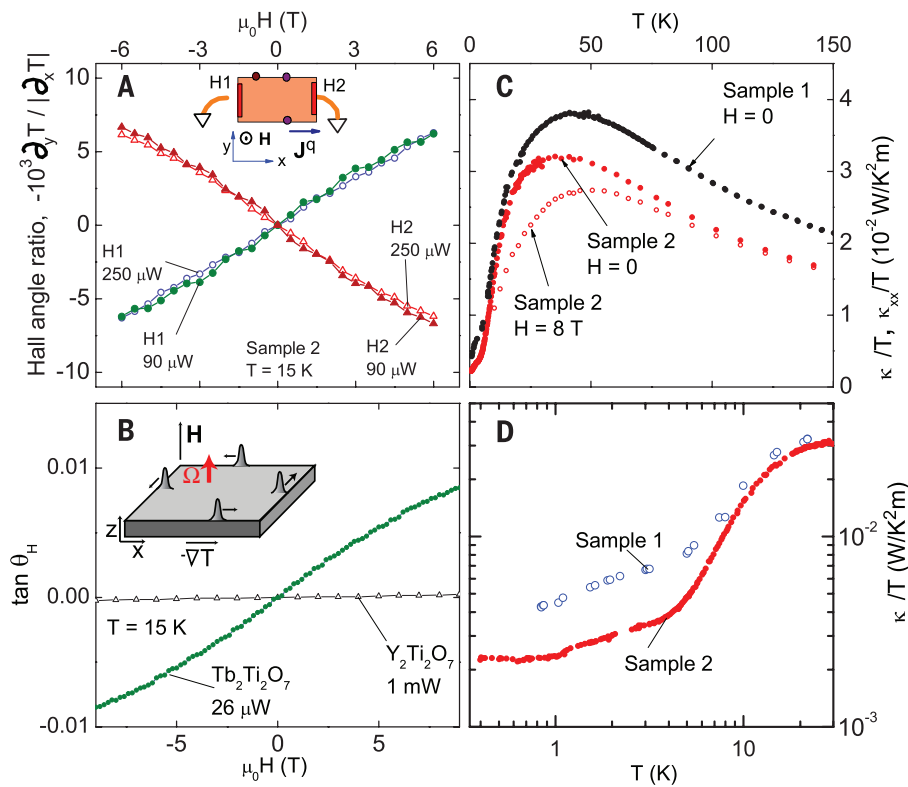 μ₀H (T)
-6 -3 0 3 6
A
10
5
0
-5
-10
Hall angle ratio, -10³ ∂yT / |∂xT|
H1
H2
H
y
x
J^q
H1
250 μW
H2
250 μW
H1
90 μW
Sample 2
T = 15 K
H2
90 μW
T (K)
0 50 100 150
C
Sample 1
H = 0
Sample 2
H = 0
Sample 2
H = 8 T
4
3
2
1
0
κ /T, κxx/T (10⁻² W/K²m)
B
H
Ω
z
x
-∇T
0.01
0.00
-0.01
tan θH
T = 15 K
Tb₂Ti₂O₇
26 μW
Y₂Ti₂O₇
1 mW
-5 0 5
μ₀H (T)
D
Sample 1
Sample 2
10⁻²
10⁻³
κ /T (W/K²m)
1 10
T (K)